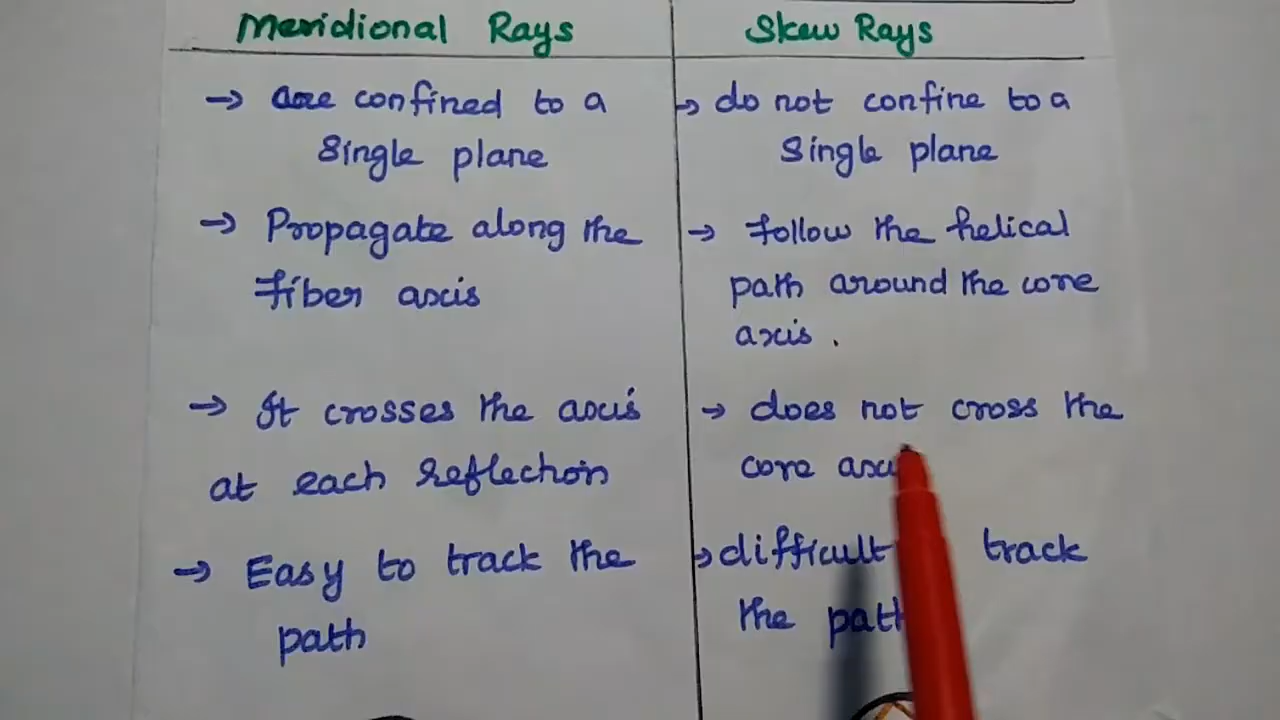 Meridional Rays
→ are confined to a
single plane
→ Propagate along the
fiber axis
→ It crosses the axis
at each reflection
→ Easy to track the
path
Skew Rays
→ do not confine to a
single plane
→ follow the helical
path around the core
axis.
→ does not cross the
core
→ difficult track
the